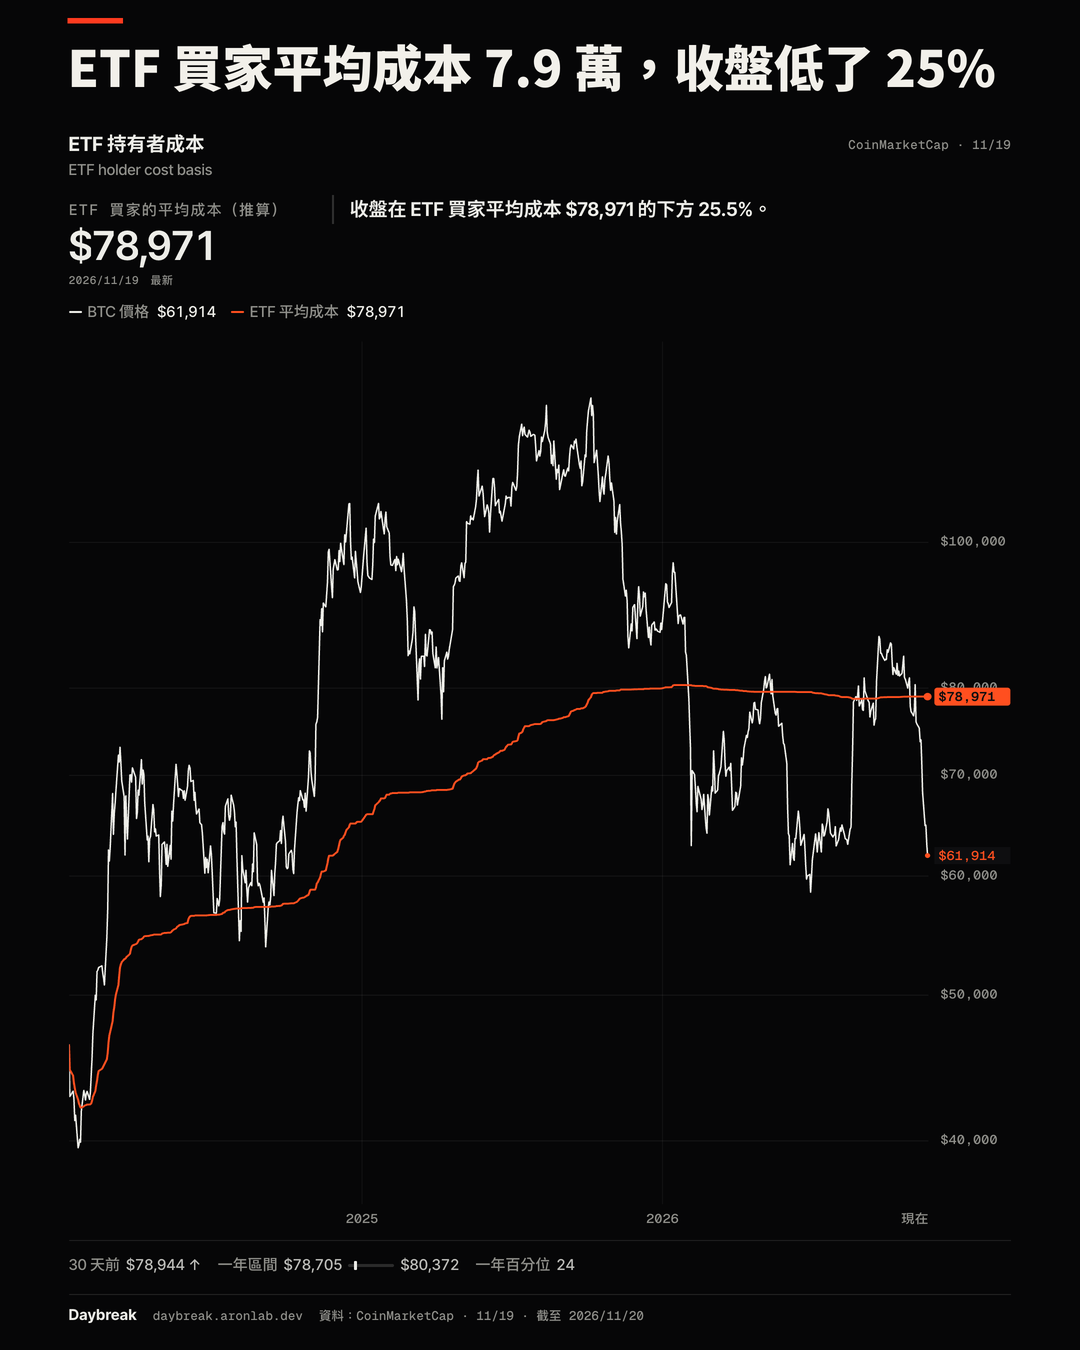 ETF 買家平均成本 7.9 萬，收盤低了 25%
ETF 持有者成本
CoinMarketCap · 11/19
ETF holder cost basis
ETF 買家的平均成本 (推算)
收盤在 ETF 買家平均成本 $78,971 的下方 25.5%。
$78,971
2026/11/19 最新
BTC 價格 $61,914 ETF 平均成本 $78,971
$100,000
$80,000
$78,971
$70,000
$61,914
$60,000
$50,000
$40,000
2025 2026 現在
30 天前 $78,944 ↑ 一年區間 $78,705 $80,372 一年百分位 24
Daybreak daybreak.aronlab.dev 資料：CoinMarketCap · 11/19 · 截至 2026/11/20